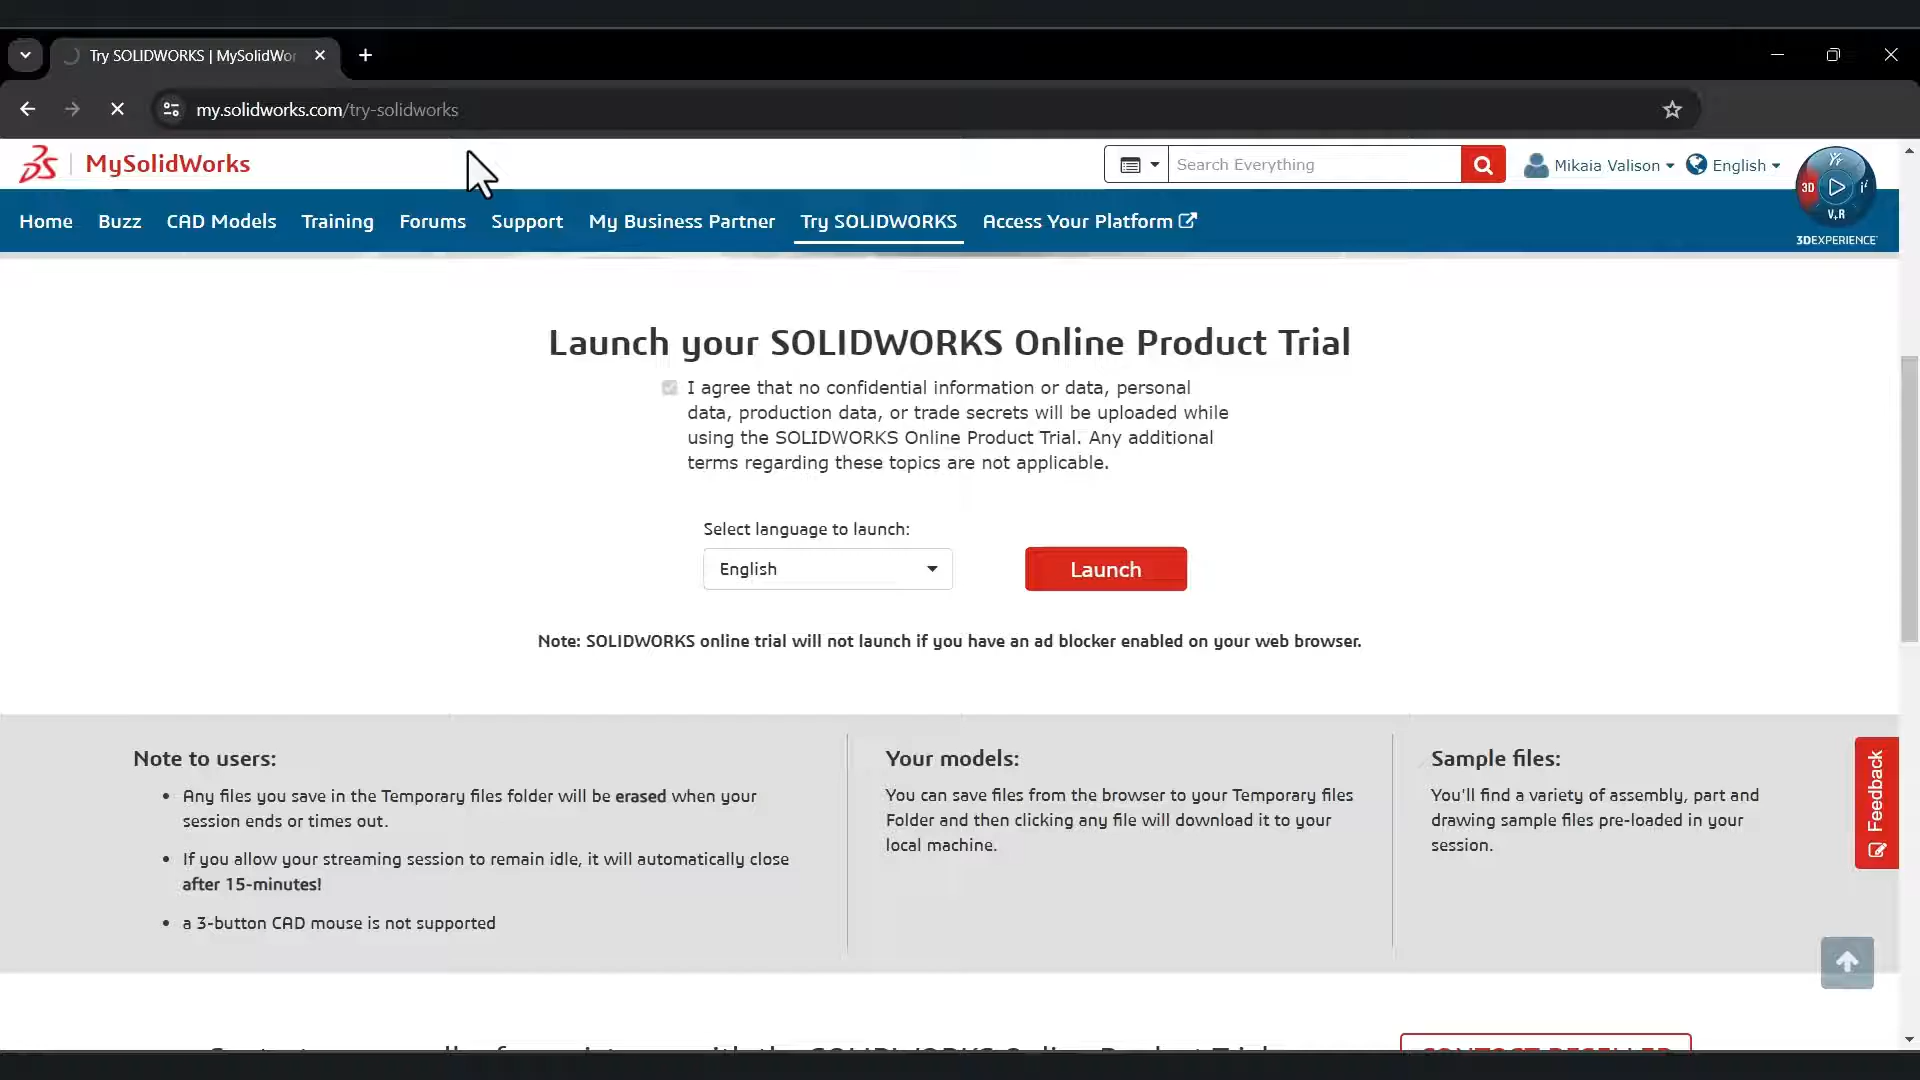 Try SOLIDWORKS | MySolidWor
my.solidworks.com/try-solidworks
MySolidWorks
Search Everything
Mikaia Valison
English
3D
V,R
3DEXPERIENCE
Home Buzz CAD Models Training Forums Support My Business Partner Try SOLIDWORKS Access Your Platform
Launch your SOLIDWORKS Online Product Trial
I agree that no confidential information or data, personal
data, production data, or trade secrets will be uploaded while
using the SOLIDWORKS Online Product Trial. Any additional
terms regarding these topics are not applicable.
Select language to launch:
English
Launch
Note: SOLIDWORKS online trial will not launch if you have an ad blocker enabled on your web browser.
Note to users:
Any files you save in the Temporary files folder will be erased when your
session ends or times out.
If you allow your streaming session to remain idle, it will automatically close
after 15-minutes!
a 3-button CAD mouse is not supported
Your models:
You can save files from the browser to your Temporary files
Folder and then clicking any file will download it to your
local machine.
Sample files:
You'll find a variety of assembly, part and
drawing sample files pre-loaded in your
session.
Feedback